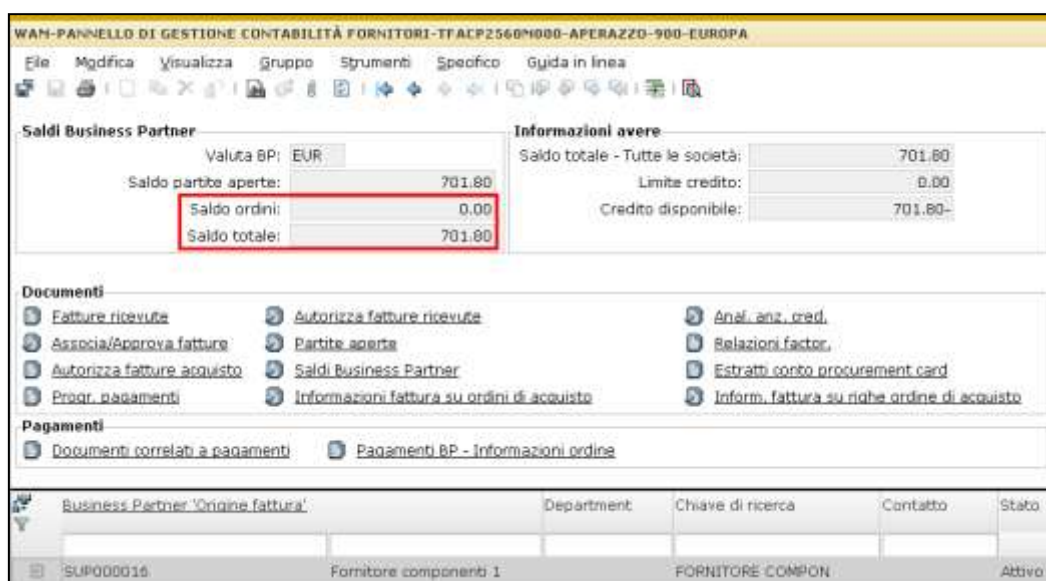 WAM-PANNELLO DI GESTIONE CONTABILITÀ FORNITORI-TFACP2560M000-APERAZZO-900-EUROPA
File Modifica Visualizza Gruppo Strumenti Specifico Guida in linea
Saldi Business Partner
Valuta BP: EUR
Saldo partite aperte: 701.80
Saldo ordini: 0.00
Saldo totale: 701.80
Informazioni avere
Saldo totale - Tutte le società: 701.80
Limite credito: 0.00
Credito disponibile: 701.80-
Documenti
Fatture ricevute Autorizza fatture ricevute Anal. anz. cred.
Associa/Approva fatture Partite aperte Relazioni factor.
Autorizza fatture acquisto Saldi Business Partner Estratti conto procurement card
Progr. pagamenti Informazioni fattura su ordini di acquisto Inform. fattura su righe ordine di acquisto
Pagamenti
Documenti correlati a pagamenti Pagamenti BP - Informazioni ordine
Business Partner 'Origine fattura' Department Chiave di ricerca Contatto Stato
SUP000016 Fornitore componenti 1 FORNITORE COMPON Attivo